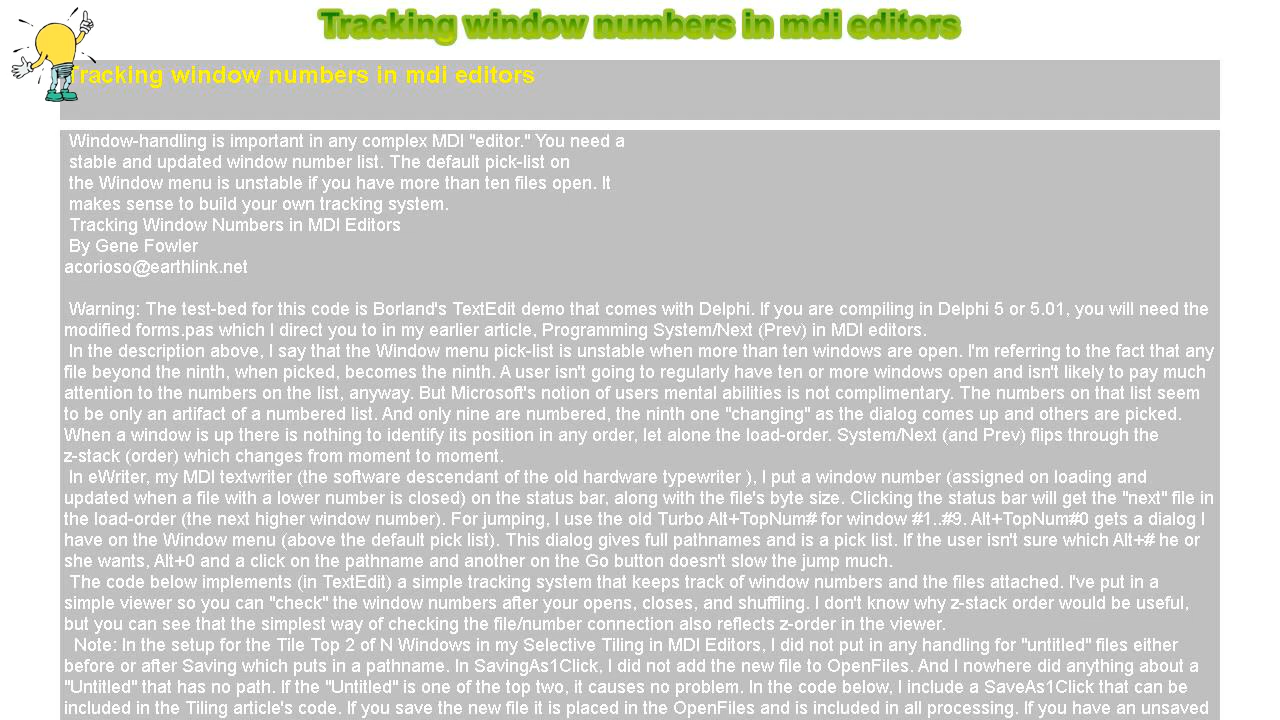 Tracking window numbers in mdi editors
Tracking window numbers in mdi editors
Window-handling is important in any complex MDI "editor." You need a
stable and updated window number list. The default pick-list on
the Window menu is unstable if you have more than ten files open. It
makes sense to build your own tracking system.
Tracking Window Numbers in MDI Editors
By Gene Fowler
acorioso@earthlink.net
Warning: The test-bed for this code is Borland's TextEdit demo that comes with Delphi. If you are compiling in Delphi 5 or 5.01, you will need the
modified forms.pas which I direct you to in my earlier article, Programming System/Next (Prev) in MDI editors.
In the description above, I say that the Window menu pick-list is unstable when more than ten windows are open. I'm referring to the fact that any
file beyond the ninth, when picked, becomes the ninth. A user isn't going to regularly have ten or more windows open and isn't likely to pay much
attention to the numbers on the list, anyway. But Microsoft's notion of users mental abilities is not complimentary. The numbers on that list seem
to be only an artifact of a numbered list. And only nine are numbered, the ninth one "changing" as the dialog comes up and others are picked.
When a window is up there is nothing to identify its position in any order, let alone the load-order. System/Next (and Prev) flips through the
z-stack (order) which changes from moment to moment.
In eWriter, my MDI textwriter (the software descendant of the old hardware typewriter ), I put a window number (assigned on loading and
updated when a file with a lower number is closed) on the status bar, along with the file's byte size. Clicking the status bar will get the "next" file in
the load-order (the next higher window number). For jumping, I use the old Turbo Alt+TopNum# for window #1..#9. Alt+TopNum#0 gets a dialog I
have on the Window menu (above the default pick list). This dialog gives full pathnames and is a pick list. If the user isn't sure which Alt+# he or
she wants, Alt+0 and a click on the pathname and another on the Go button doesn't slow the jump much.
The code below implements (in TextEdit) a simple tracking system that keeps track of window numbers and the files attached. I've put in a
simple viewer so you can "check" the window numbers after your opens, closes, and shuffling. I don't know why z-stack order would be useful,
but you can see that the simplest way of checking the file/number connection also reflects z-order in the viewer.
Note: In the setup for the Tile Top 2 of N Windows in my Selective Tiling in MDI Editors, I did not put in any handling for "untitled" files either
before or after Saving which puts in a pathname. In SavingAs1Click, I did not add the new file to OpenFiles. And I nowhere did anything about a
"Untitled" that has no path. If the "Untitled" is one of the top two, it causes no problem. In the code below, I include a SaveAs1Click that can be
included in the Tiling article's code. If you save the new file it is placed in the OpenFiles and is included in all processing. If you have an unsaved